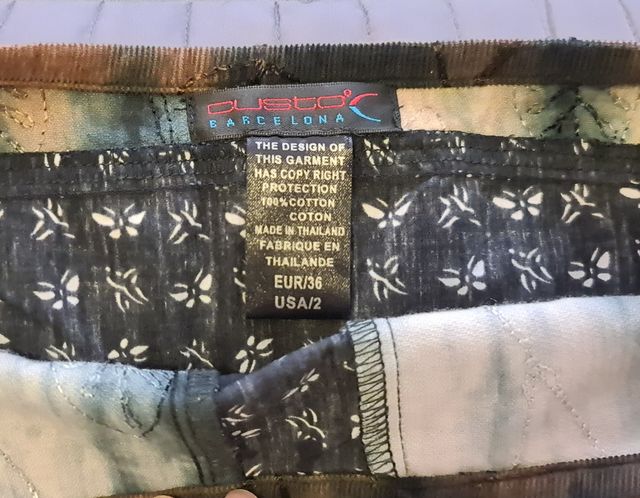 custo
BARCELONA
THE DESIGN OF
THIS GARMENT
HAS COPY RIGHT
PROTECTION
100%COTTON
COTON
MADE IN THAILAND
FABRIQUE EN
THAILANDE
EUR/36
USA/2